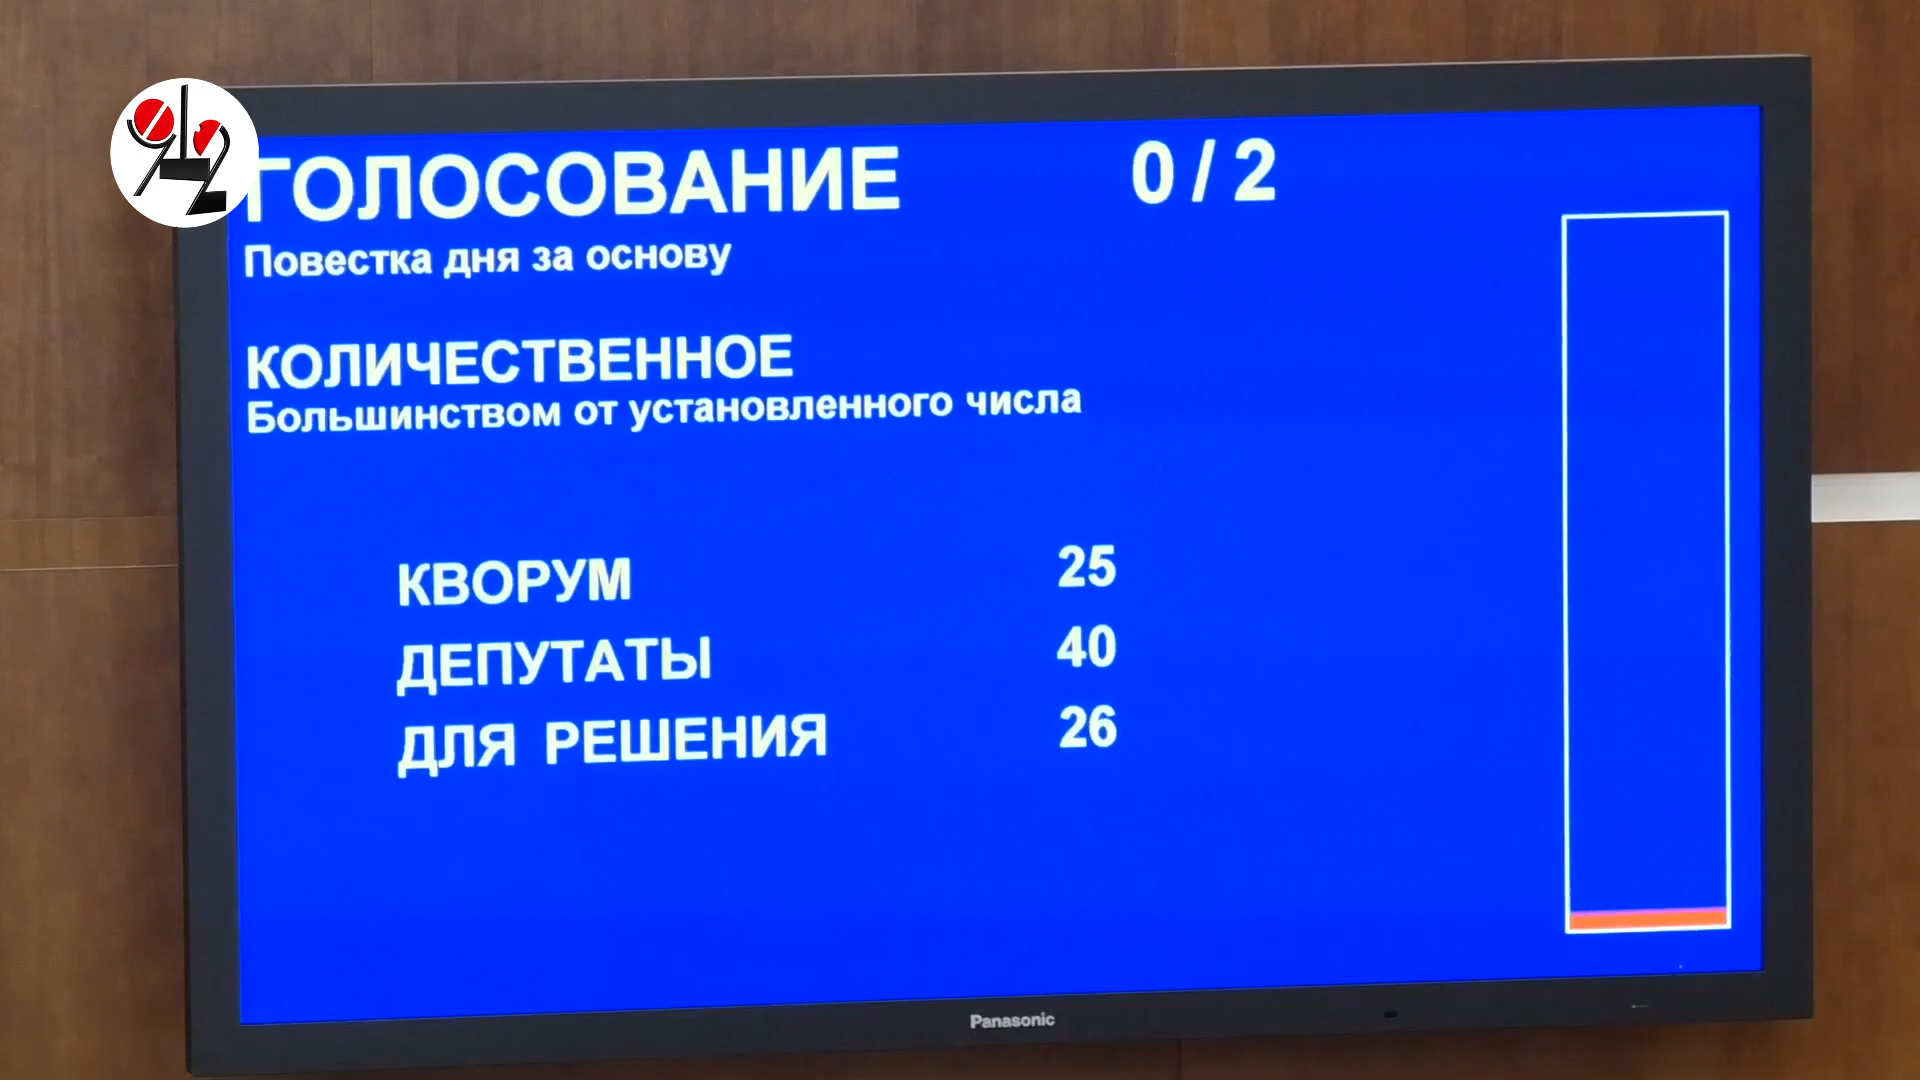 ГОЛОСОВАНИЕ 0 / 2
Повестка дня за основу
КОЛИЧЕСТВЕННОЕ
Большинством от установленного числа
КВОРУМ 25
ДЕПУТАТЫ 40
ДЛЯ РЕШЕНИЯ 26
Panasonic